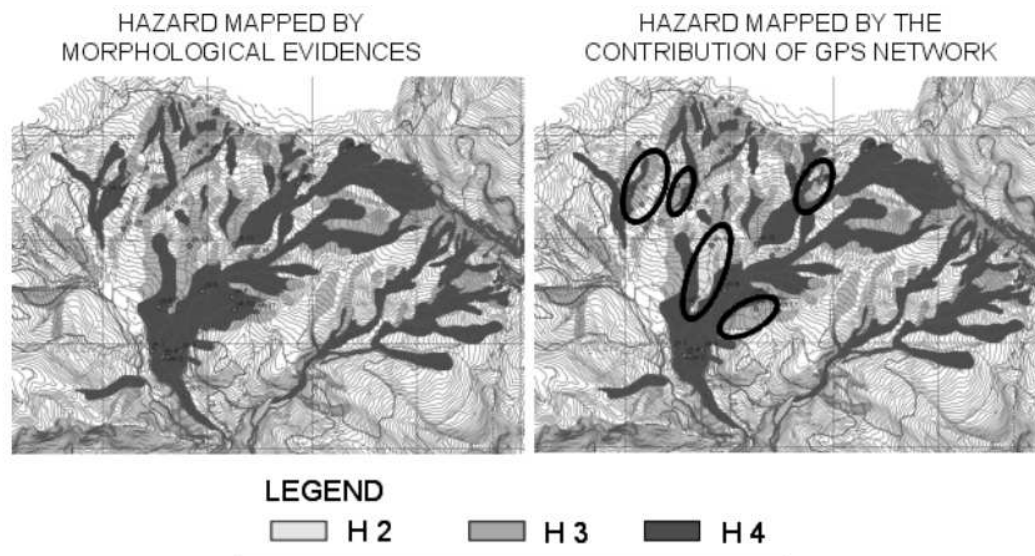 HAZARD MAPPED BY
MORPHOLOGICAL EVIDENCES
HAZARD MAPPED BY THE
CONTRIBUTION OF GPS NETWORK
LEGEND
H 2
H 3
H 4